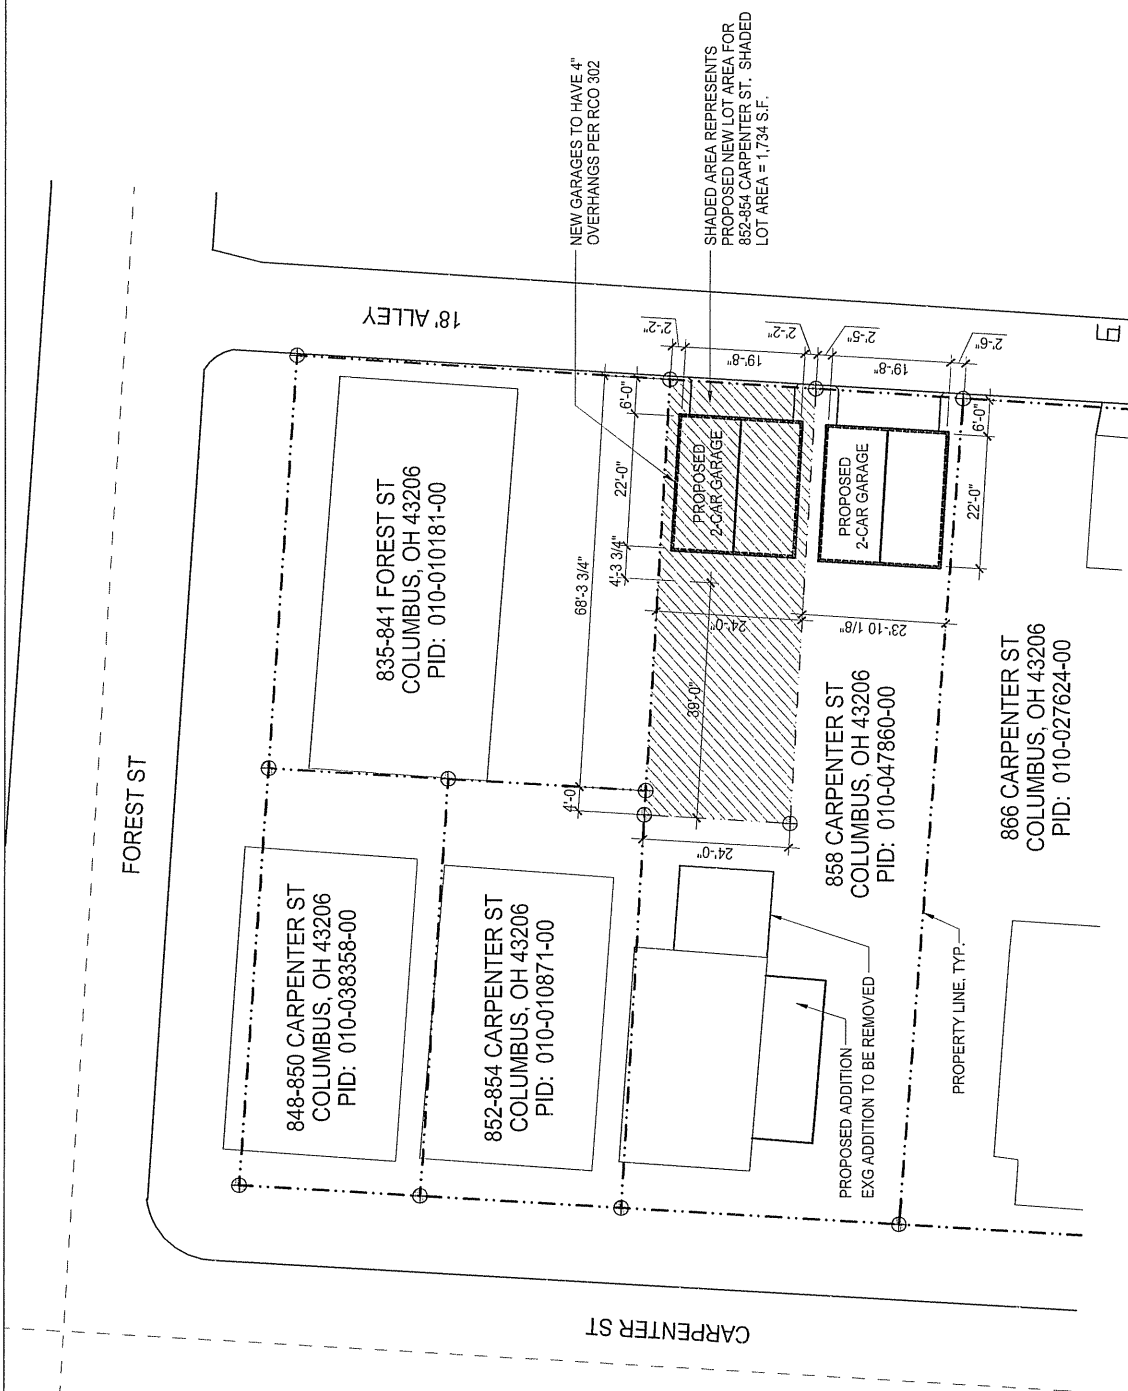 FOREST ST
18' ALLEY
CARPENTER ST
NEW GARAGES TO HAVE 4"
OVERHANGS PER RCO 302
SHADED AREA REPRESENTS
PROPOSED NEW LOT AREA FOR
852-854 CARPENTER ST. SHADED
LOT AREA = 1,734 S.F.
835-841 FOREST ST
COLUMBUS, OH 43206
PID: 010-010181-00
848-850 CARPENTER ST
COLUMBUS, OH 43206
PID: 010-038358-00
852-854 CARPENTER ST
COLUMBUS, OH 43206
PID: 010-010871-00
858 CARPENTER ST
COLUMBUS, OH 43206
PID: 010-047860-00
866 CARPENTER ST
COLUMBUS, OH 43206
PID: 010-027624-00
PROPOSED
2-CAR GARAGE
PROPOSED
2-CAR GARAGE
PROPOSED ADDITION
EXG ADDITION TO BE REMOVED
PROPERTY LINE, TYP.
2'-2"
19'-8"
2'-2"
2'-5"
19'-8"
2'-6"
6'-0"
22'-0"
4'-3 3/4"
68'-3 3/4"
4'-0"
24'-0"
39'-0"
24'-0"
23'-10 1/8"
22'-0"
6'-0"